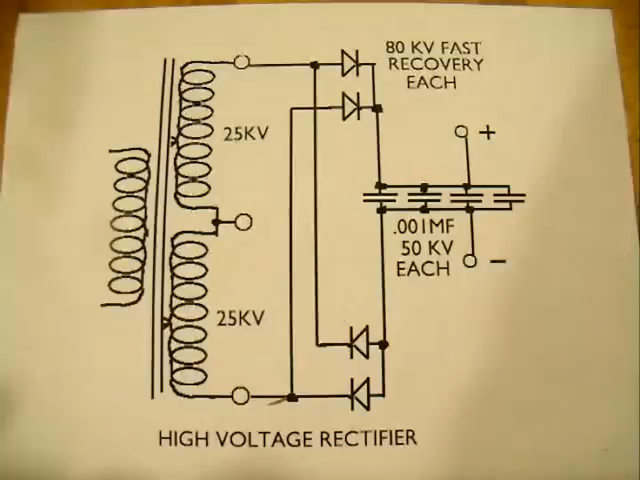 80 KV FAST
RECOVERY
EACH
25KV
+
.001MF
50 KV
EACH
−
25KV
HIGH VOLTAGE RECTIFIER